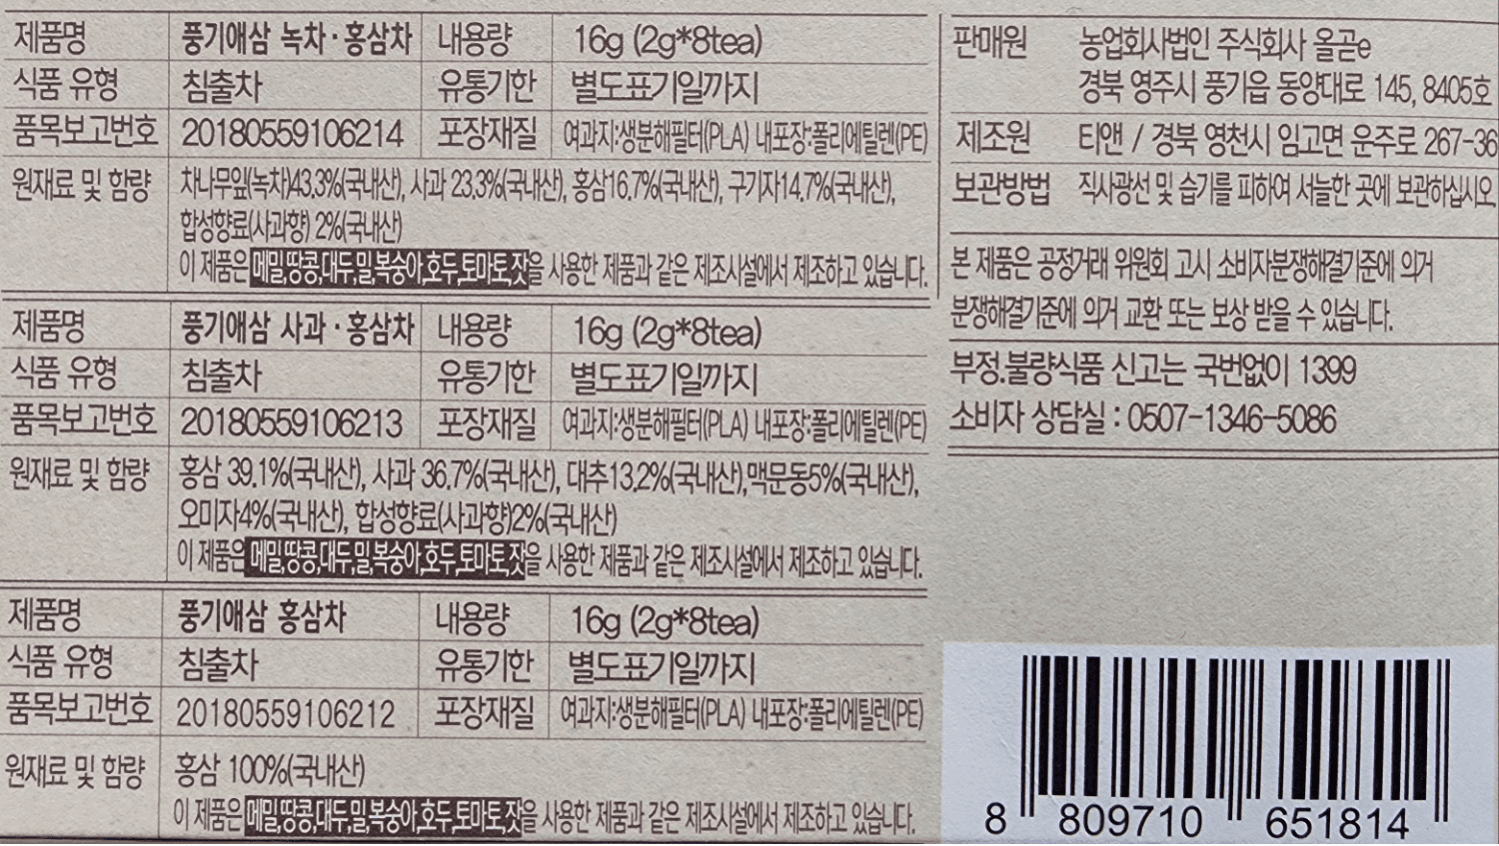 제품명 풍기애삼 녹차·홍삼차 내용량 16g (2g*8tea)
식품 유형 침출차 유통기한 별도표기일까지
품목보고번호 20180559106214 포장재질 여과지:생분해필터(PLA) 내포장:폴리에틸렌(PE)
원재료 및 함량 차나무잎(녹차)43.3%(국내산), 사과 23.3%(국내산), 홍삼16.7%(국내산), 구기자14.7%(국내산),
합성향료(사과향) 2%(국내산)
이 제품은 메밀,땅콩,대두,밀,복숭아,호두,토마토,잣을 사용한 제품과 같은 제조시설에서 제조하고 있습니다.
제품명 풍기애삼 사과·홍삼차 내용량 16g (2g*8tea)
식품 유형 침출차 유통기한 별도표기일까지
품목보고번호 20180559106213 포장재질 여과지:생분해필터(PLA) 내포장:폴리에틸렌(PE)
원재료 및 함량 홍삼 39.1%(국내산), 사과 36.7%(국내산), 대추13.2%(국내산),맥문동5%(국내산),
오미자4%(국내산), 합성향료(사과향)2%(국내산)
이 제품은 메밀,땅콩,대두,밀,복숭아,호두,토마토,잣을 사용한 제품과 같은 제조시설에서 제조하고 있습니다.
제품명 풍기애삼 홍삼차 내용량 16g (2g*8tea)
식품 유형 침출차 유통기한 별도표기일까지
품목보고번호 20180559106212 포장재질 여과지:생분해필터(PLA) 내포장:폴리에틸렌(PE)
원재료 및 함량 홍삼 100%(국내산)
이 제품은 메밀,땅콩,대두,밀,복숭아,호두,토마토,잣을 사용한 제품과 같은 제조시설에서 제조하고 있습니다.
판매원 농업회사법인 주식회사 올곧e
경북 영주시 풍기읍 동양대로 145, 8405호
제조원 티앤 / 경북 영천시 임고면 운주로 267-36
보관방법 직사광선 및 습기를 피하여 서늘한 곳에 보관하십시오.
본 제품은 공정거래 위원회 고시 소비자분쟁해결기준에 의거
분쟁해결기준에 의거 교환 또는 보상 받을 수 있습니다.
부정.불량식품 신고는 국번없이 1399
소비자 상담실 : 0507-1346-5086
8 809710 651814